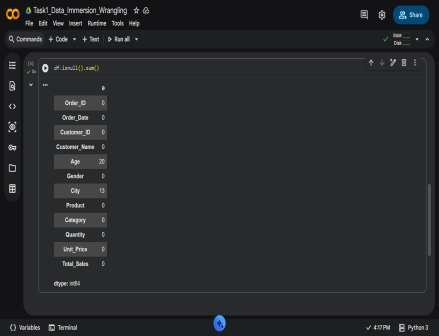 Task1_Data_Immersion_Wrangling
File Edit View Insert Runtime Tools Help
Share
Commands + Code + Text Run all
RAM
Disk
df.isnull().sum()
0
Order_ID 0
Order_Date 0
Customer_ID 0
Customer_Name 0
Age 20
Gender 0
City 13
Product 0
Category 0
Quantity 0
Unit_Price 0
Total_Sales 0
dtype: int64
Variables Terminal 4:17 PM Python 3